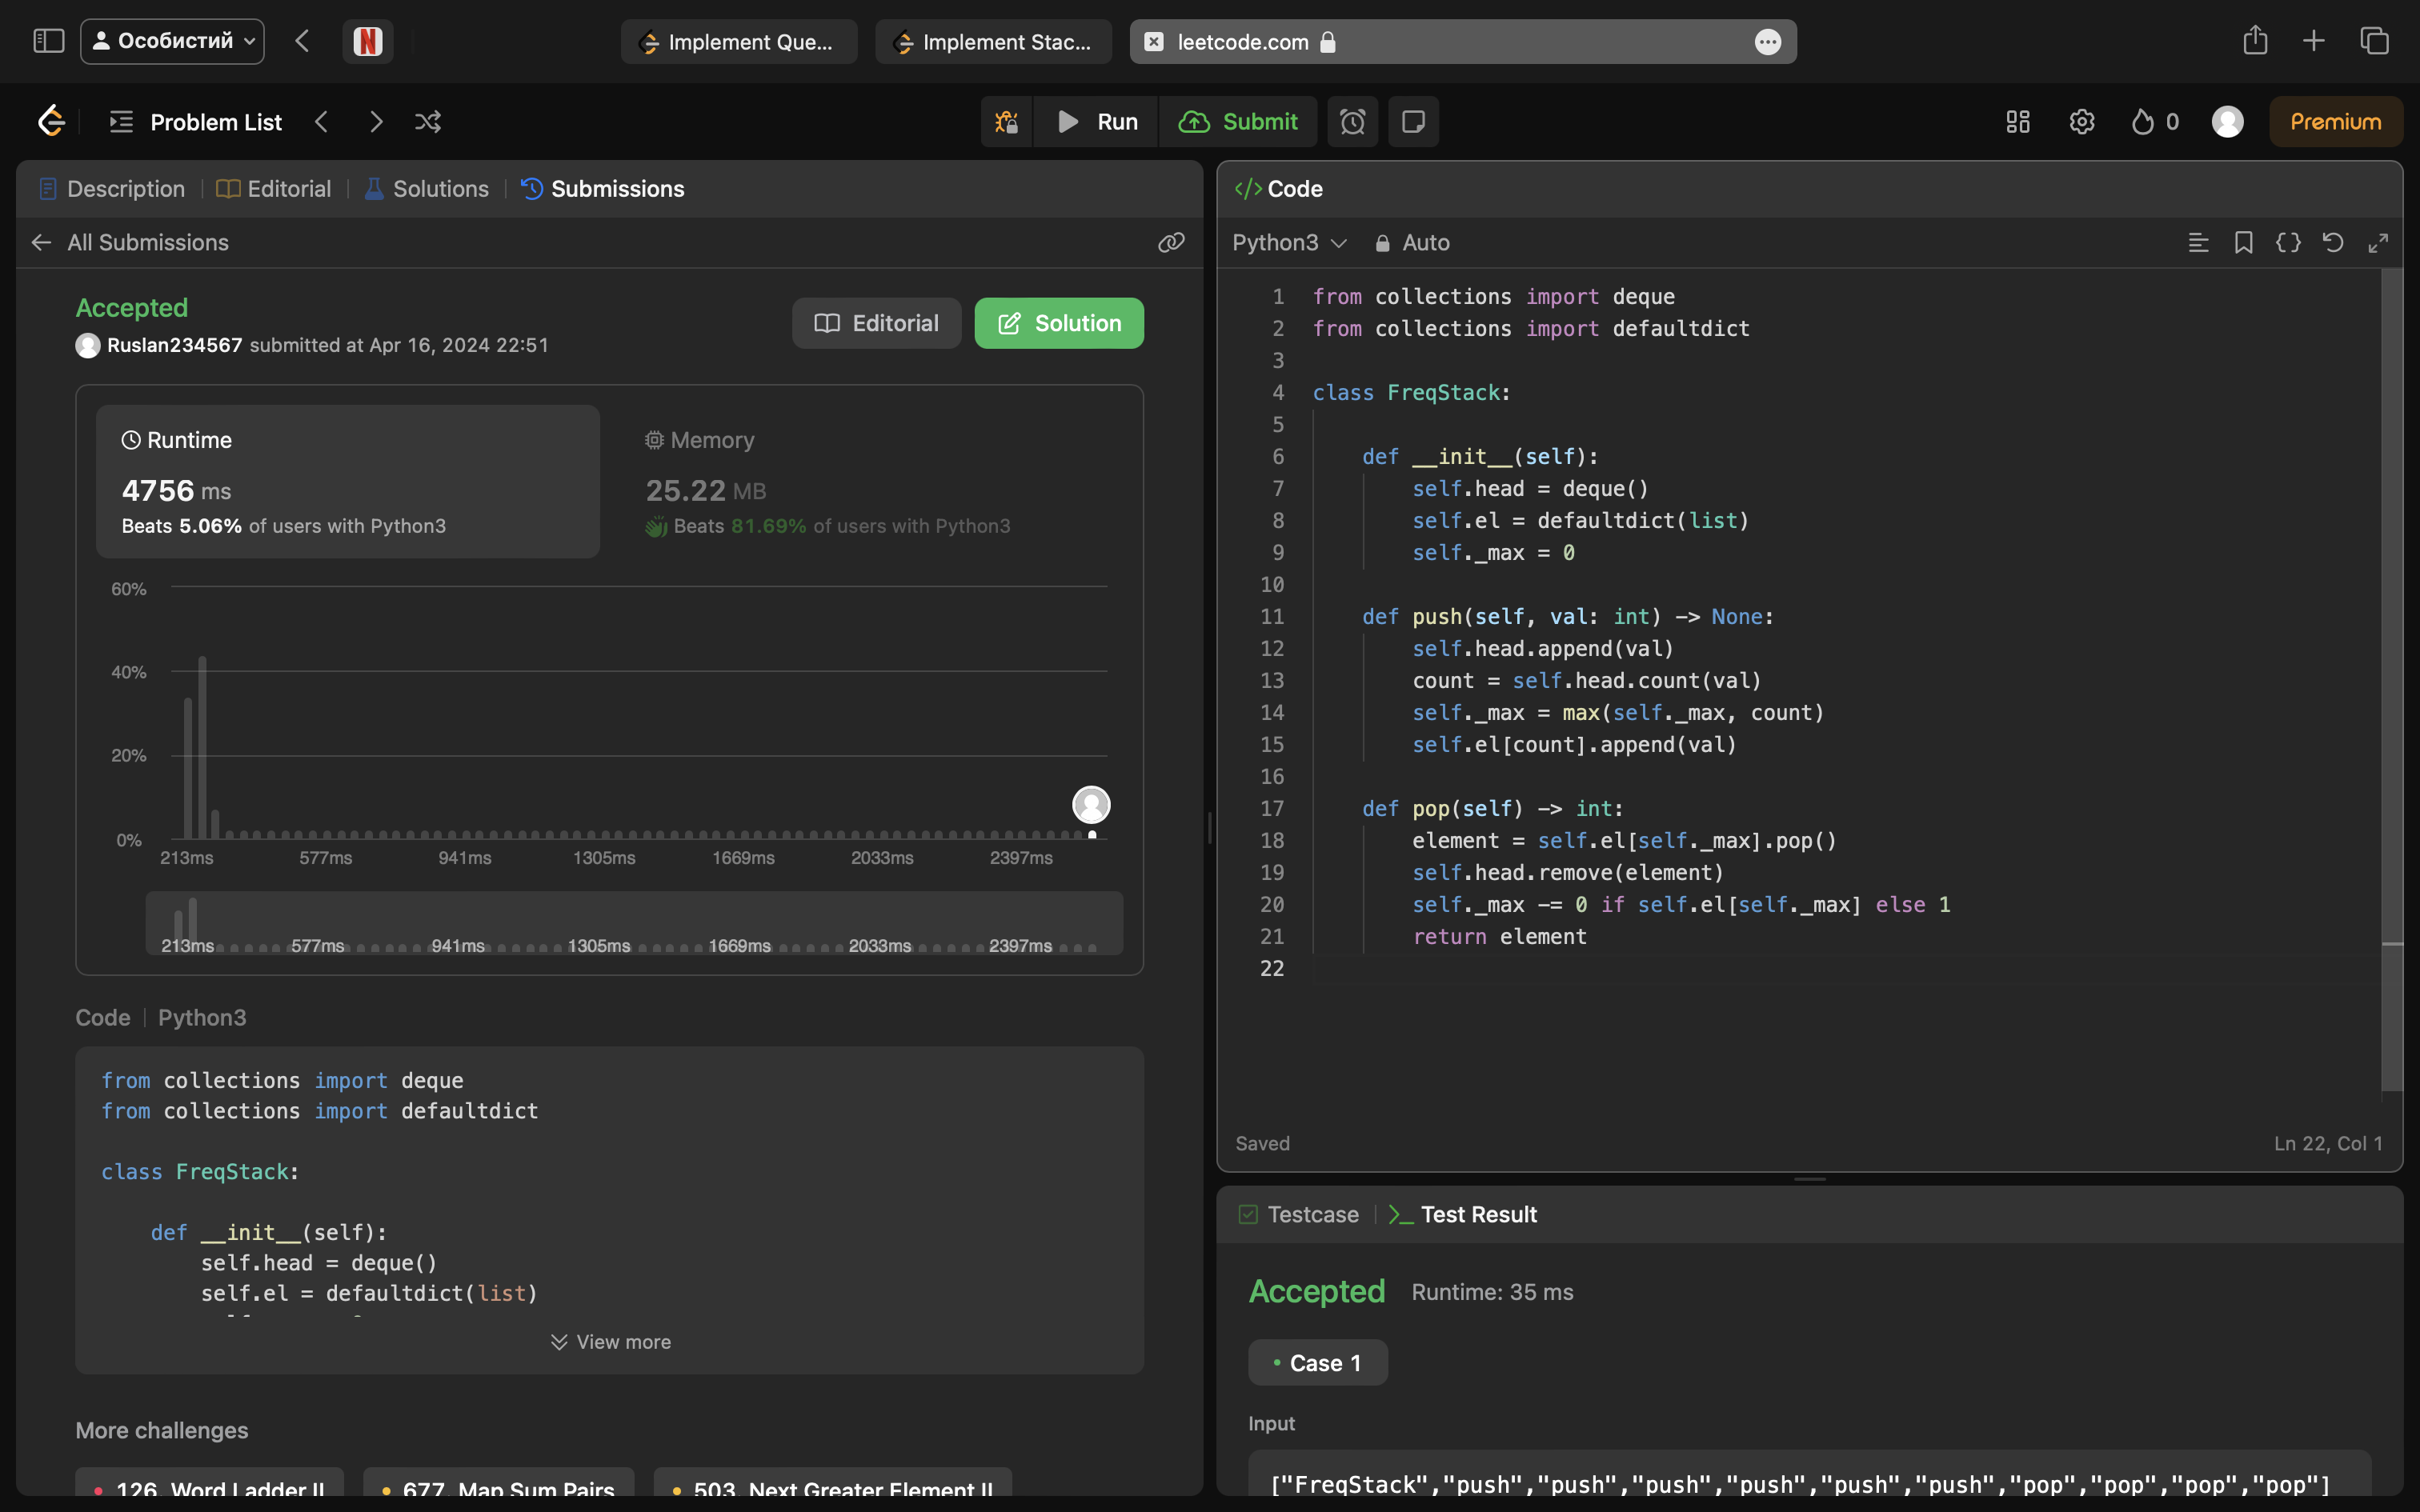 Особистий
Implement Que...
Implement Stac...
leetcode.com
Problem List
Run
Submit
0
Premium
Description
Editorial
Solutions
Submissions
All Submissions
Accepted
Ruslan234567 submitted at Apr 16, 2024 22:51
Editorial
Solution
Runtime
4756 ms
Beats 5.06% of users with Python3
Memory
25.22 MB
Beats 81.69% of users with Python3
60%
40%
20%
0%
213ms 577ms 941ms 1305ms 1669ms 2033ms 2397ms
213ms 577ms 941ms 1305ms 1669ms 2033ms 2397ms
Code | Python3
from collections import deque
from collections import defaultdict
class FreqStack:
def __init__(self):
self.head = deque()
self.el = defaultdict(list)
View more
More challenges
126. Word Ladder II
677. Map Sum Pairs
503. Next Greater Element II
</> Code
Python3
Auto
1 from collections import deque
2 from collections import defaultdict
3
4 class FreqStack:
5
6 def __init__(self):
7 self.head = deque()
8 self.el = defaultdict(list)
9 self._max = 0
10
11 def push(self, val: int) -> None:
12 self.head.append(val)
13 count = self.head.count(val)
14 self._max = max(self._max, count)
15 self.el[count].append(val)
16
17 def pop(self) -> int:
18 element = self.el[self._max].pop()
19 self.head.remove(element)
20 self._max -= 0 if self.el[self._max] else 1
21 return element
22
Saved
Ln 22, Col 1
Testcase
Test Result
Accepted
Runtime: 35 ms
Case 1
Input
["FreqStack","push","push","push","push","push","push","pop","pop","pop","pop"]